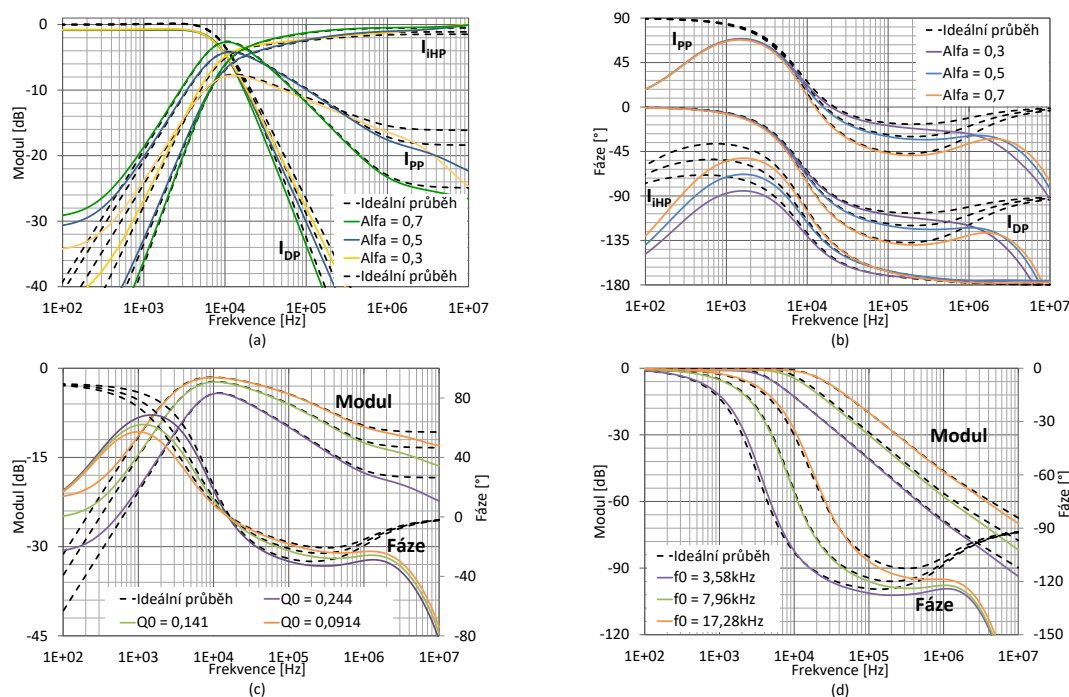 0
-10
-20
-30
-40
Modul [dB]
1E+02 1E+03 1E+04 1E+05 1E+06 1E+07
Frekvence [Hz]
I_iHP
I_PP
I_DP
Ideální průběh
Alfa = 0,7
Alfa = 0,5
Alfa = 0,3
Ideální průběh
(a)
90
45
0
-45
-90
-135
-180
Fáze [°]
1E+02 1E+03 1E+04 1E+05 1E+06 1E+07
Frekvence [Hz]
I_PP
I_iHP
I_DP
Ideální průběh
Alfa = 0,3
Alfa = 0,5
Alfa = 0,7
(b)
0
-15
-30
-45
Modul [dB]
80
40
0
-40
-80
Fáze [°]
1E+02 1E+03 1E+04 1E+05 1E+06 1E+07
Frekvence [Hz]
Modul
Fáze
Ideální průběh Q0 = 0,244
Q0 = 0,141 Q0 = 0,0914
(c)
0
-30
-60
-90
-120
Modul [dB]
0
-30
-60
-90
-120
-150
Fáze [°]
1E+02 1E+03 1E+04 1E+05 1E+06 1E+07
Frekvence [Hz]
Modul
Fáze
Ideální průběh
f0 = 3,58kHz
f0 = 7,96kHz
f0 = 17,28kHz
(d)